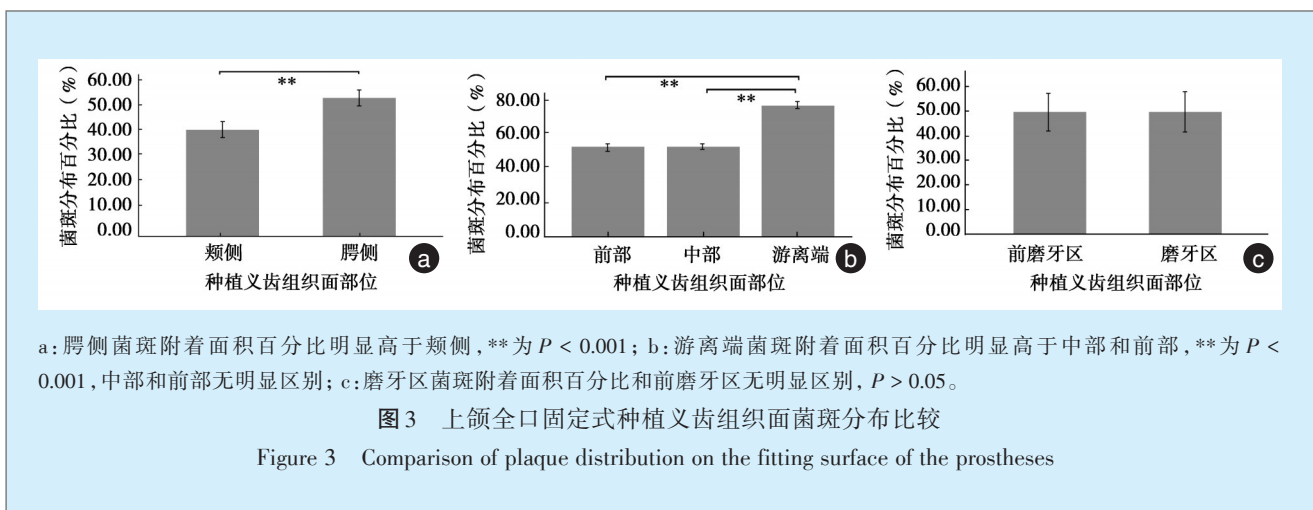 60.00
50.00
40.00
30.00
20.00
10.00
0.00
菌斑分布百分比（%）
**
颊侧 腭侧
种植义齿组织面部位
a
80.00
60.00
40.00
20.00
0.00
菌斑分布百分比（%）
**
**
前部 中部 游离端
种植义齿组织面部位
b
60.00
50.00
40.00
30.00
20.00
10.00
0.00
菌斑分布百分比（%）
前磨牙区 磨牙区
种植义齿组织面部位
c
a:腭侧菌斑附着面积百分比明显高于颊侧,**为 P < 0.001; b:游离端菌斑附着面积百分比明显高于中部和前部,**为 P <
0.001,中部和前部无明显区别; c:磨牙区菌斑附着面积百分比和前磨牙区无明显区别, P > 0.05。
图3 上颌全口固定式种植义齿组织面菌斑分布比较
Figure 3 Comparison of plaque distribution on the fitting surface of the prostheses